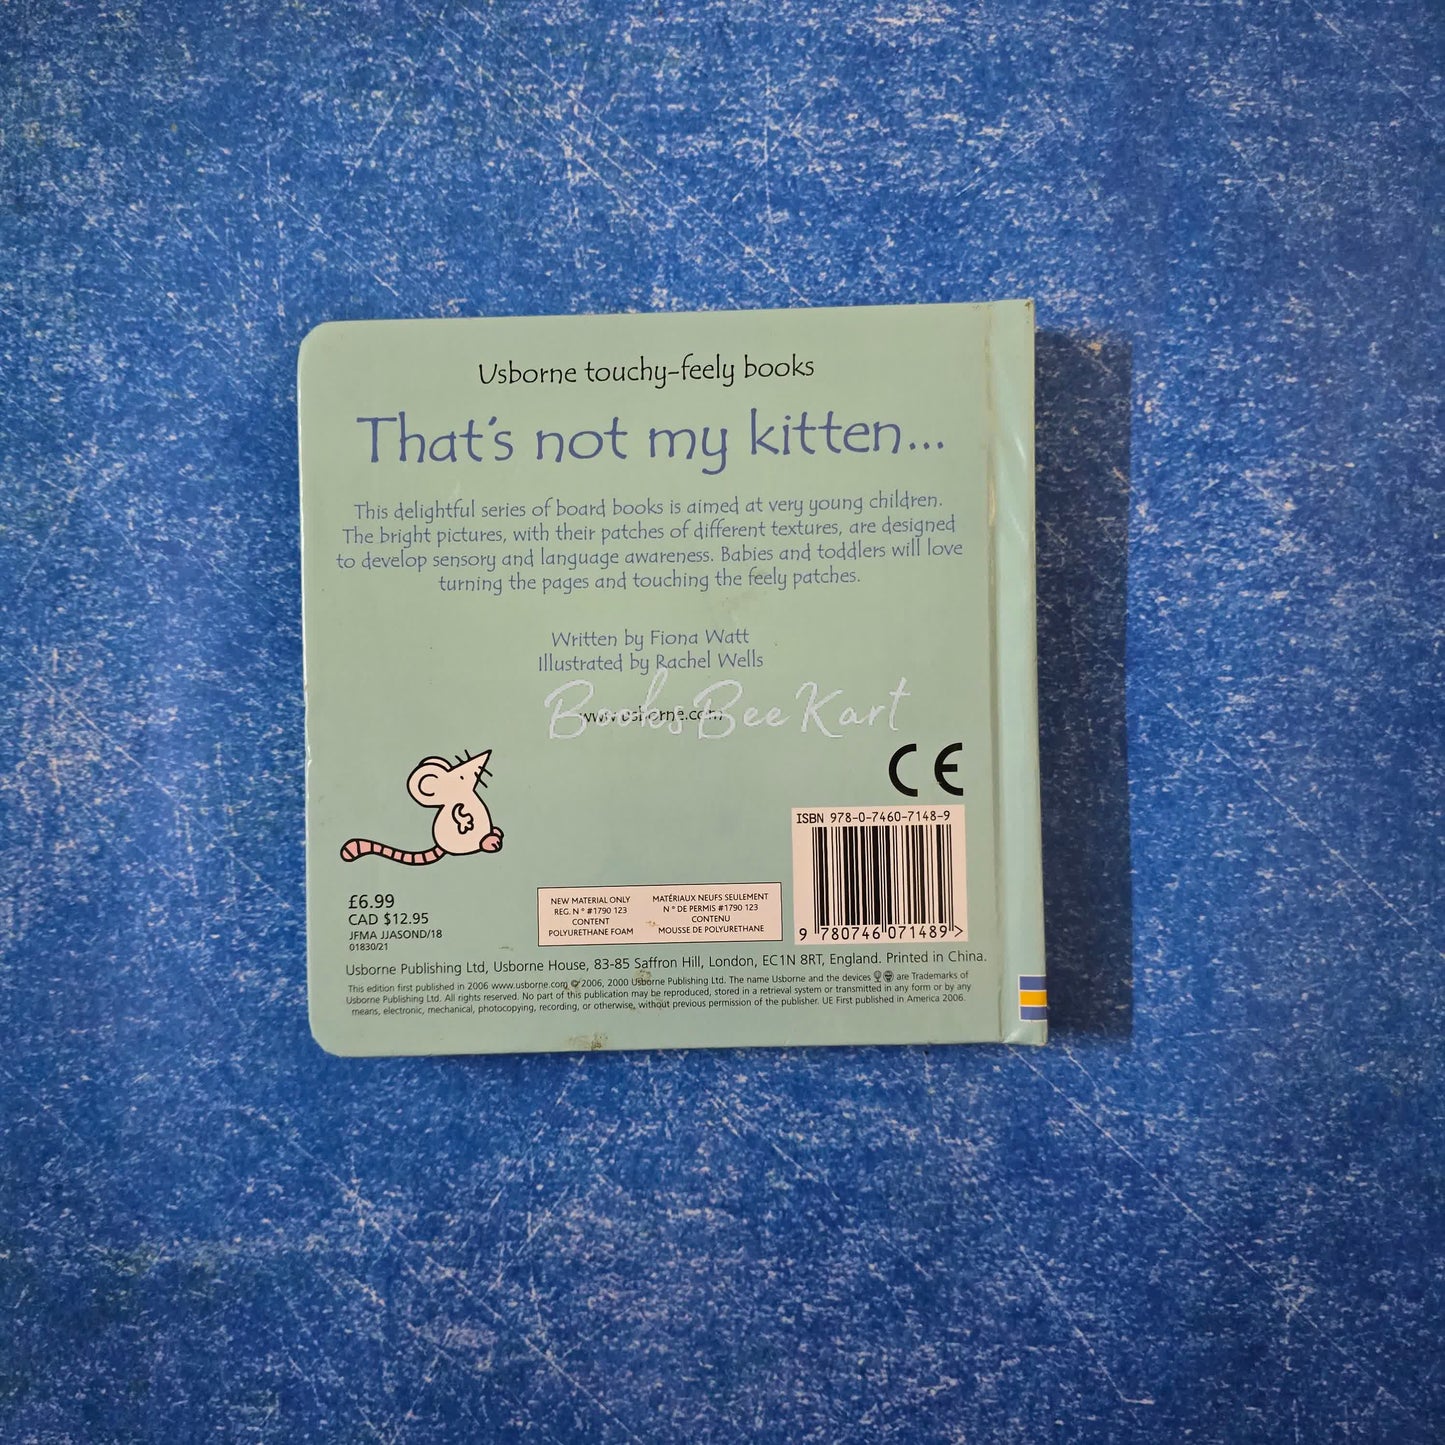 Usborne touchy-feely books
That's not my kitten...
This delightful series of board books is aimed at very young children.
The bright pictures, with their patches of different textures, are designed
to develop sensory and language awareness. Babies and toddlers will love
turning the pages and touching the feely patches.
Written by Fiona Watt
Illustrated by Rachel Wells
BooksBeeKart
www.usborne.com
CE
ISBN 978-0-7460-7148-9
9 780746 071489 >
£6.99
CAD $12.95
JFMA JJASOND/18
01830/21
NEW MATERIAL ONLY
REG. N° #1790 123
CONTENT
POLYURETHANE FOAM
MATÉRIAUX NEUFS SEULEMENT
N° DE PERMIS #1790 123
CONTENU
MOUSSE DE POLYURETHANE
Usborne Publishing Ltd, Usborne House, 83-85 Saffron Hill, London, EC1N 8RT, England. Printed in China.
This edition first published in 2006 www.usborne.com © 2006, 2000 Usborne Publishing Ltd. The name Usborne and the devices are Trademarks of
Usborne Publishing Ltd. All rights reserved. No part of this publication may be reproduced, stored in a retrieval system or transmitted in any form or by any
means, electronic, mechanical, photocopying, recording, or otherwise, without previous permission of the publisher. UE First published in America 2006.